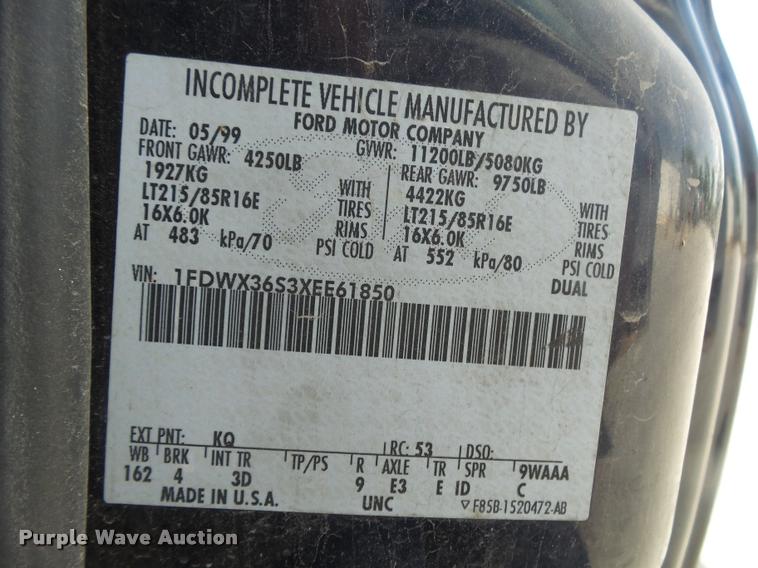 INCOMPLETE VEHICLE MANUFACTURED BY
FORD MOTOR COMPANY
DATE: 05/99 GVWR: 11200LB/5080KG
FRONT GAWR: 4250LB REAR GAWR: 9750LB
1927KG WITH 4422KG WITH
LT215/85R16E TIRES LT215/85R16E TIRES
16X6.0K RIMS 16X6.0K RIMS
AT 483 kPa/70 PSI COLD AT 552 kPa/80 PSI COLD
VIN: 1FDWX36S3XEE61850 DUAL
EXT PNT: KQ RC: 53 DSO:
WB BRK INT TR TP/PS R AXLE TR SPR 9WAAA
162 4 3D 9 E3 E ID C
MADE IN U.S.A. UNC F85B-1520472-AB
Purple Wave Auction